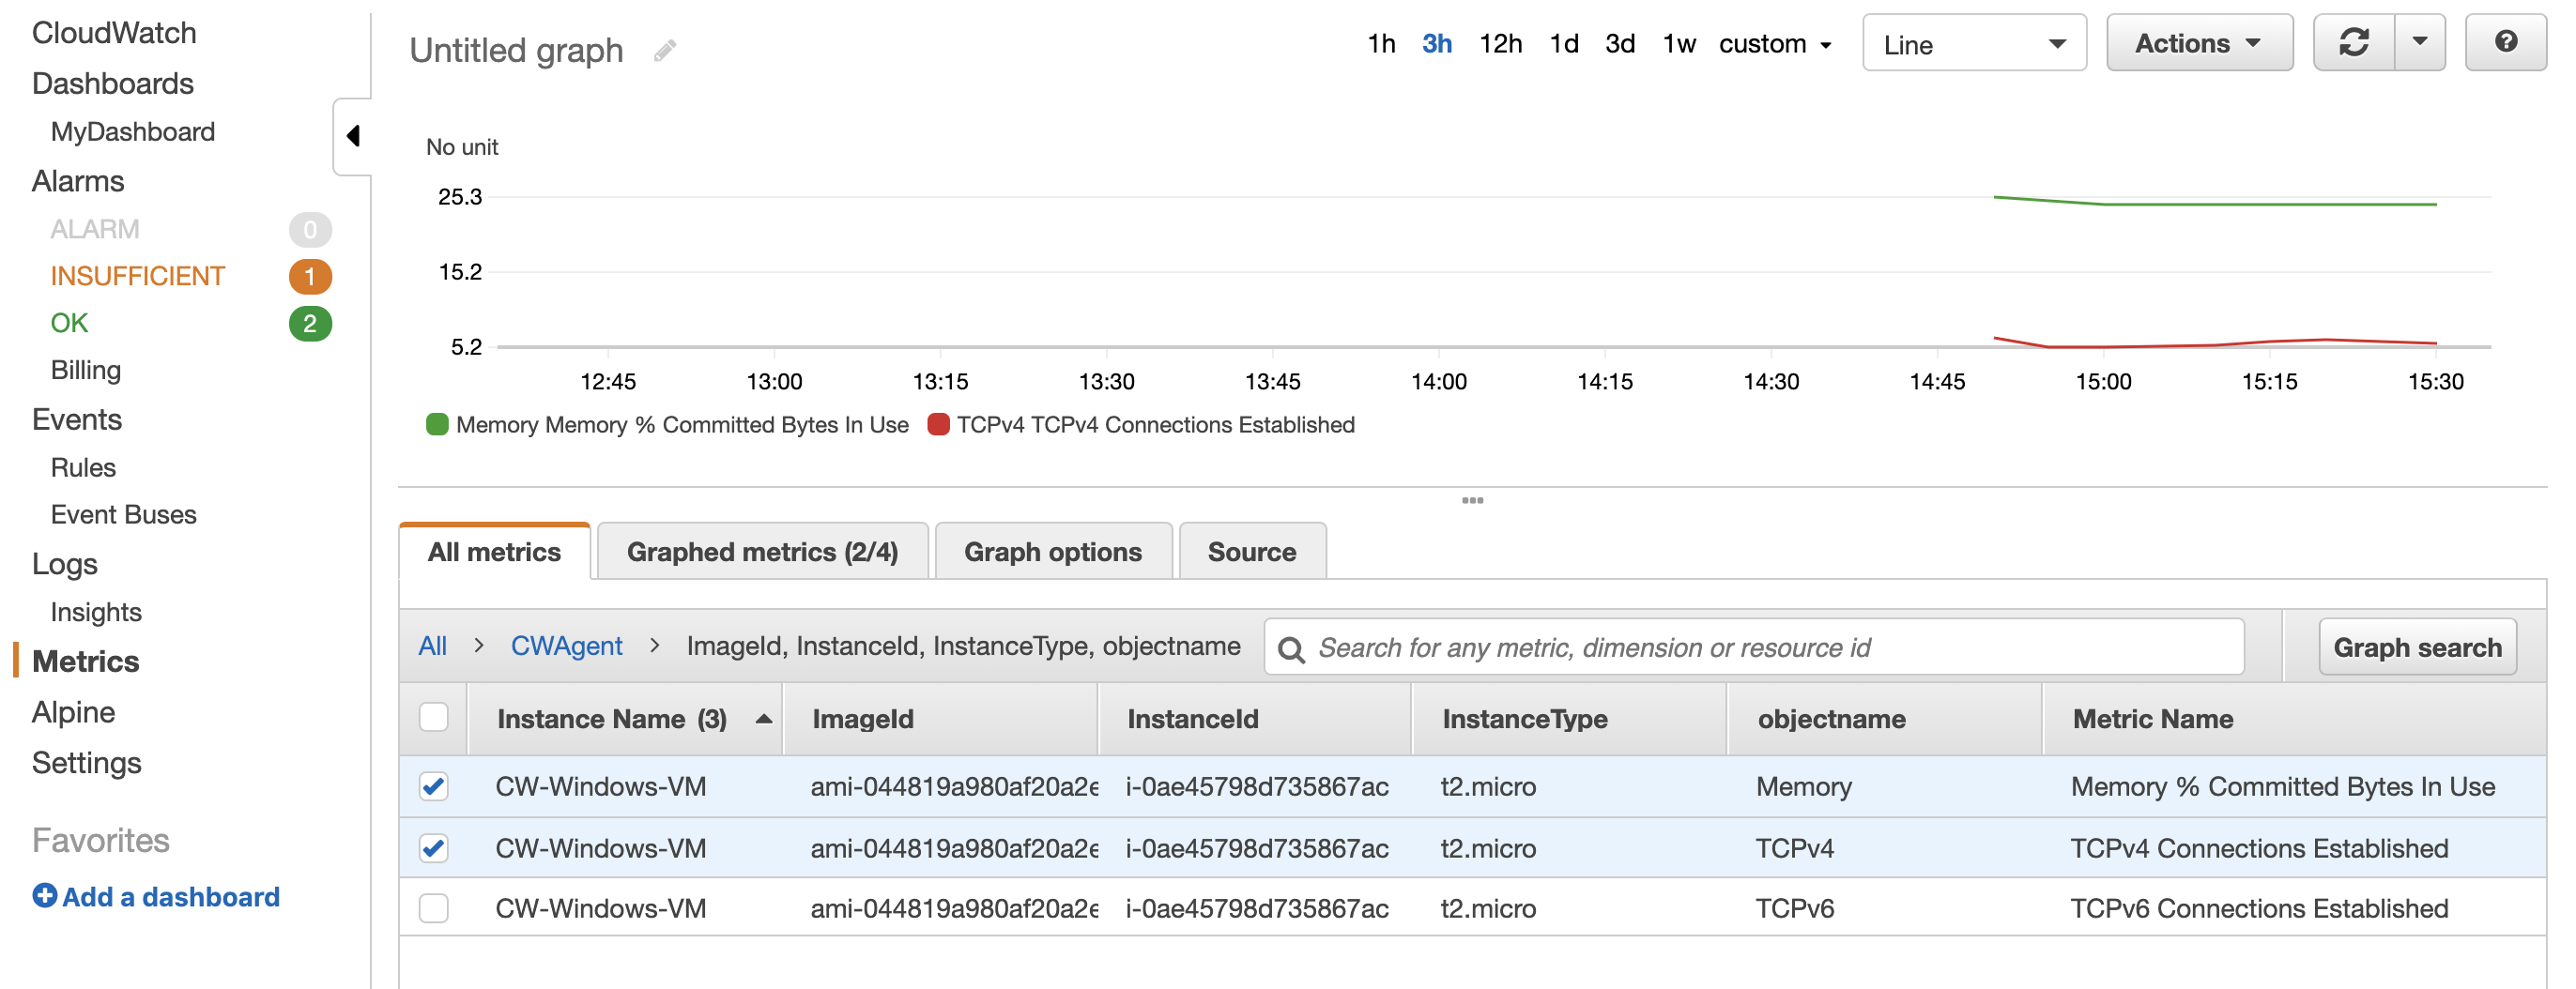 CloudWatch
Dashboards
MyDashboard
Alarms
ALARM 0
INSUFFICIENT 1
OK 2
Billing
Events
Rules
Event Buses
Logs
Insights
Metrics
Alpine
Settings
Favorites
Add a dashboard
Untitled graph
1h 3h 12h 1d 3d 1w custom
Line
Actions
?
No unit
25.3
15.2
5.2
12:45 13:00 13:15 13:30 13:45 14:00 14:15 14:30 14:45 15:00 15:15 15:30
Memory Memory % Committed Bytes In Use TCPv4 TCPv4 Connections Established
All metrics Graphed metrics (2/4) Graph options Source
All > CWAgent > ImageId, InstanceId, InstanceType, objectname Search for any metric, dimension or resource id Graph search
Instance Name (3) ImageId InstanceId InstanceType objectname Metric Name
CW-Windows-VM ami-044819a980af20a2e i-0ae45798d735867ac t2.micro Memory Memory % Committed Bytes In Use
CW-Windows-VM ami-044819a980af20a2e i-0ae45798d735867ac t2.micro TCPv4 TCPv4 Connections Established
CW-Windows-VM ami-044819a980af20a2e i-0ae45798d735867ac t2.micro TCPv6 TCPv6 Connections Established